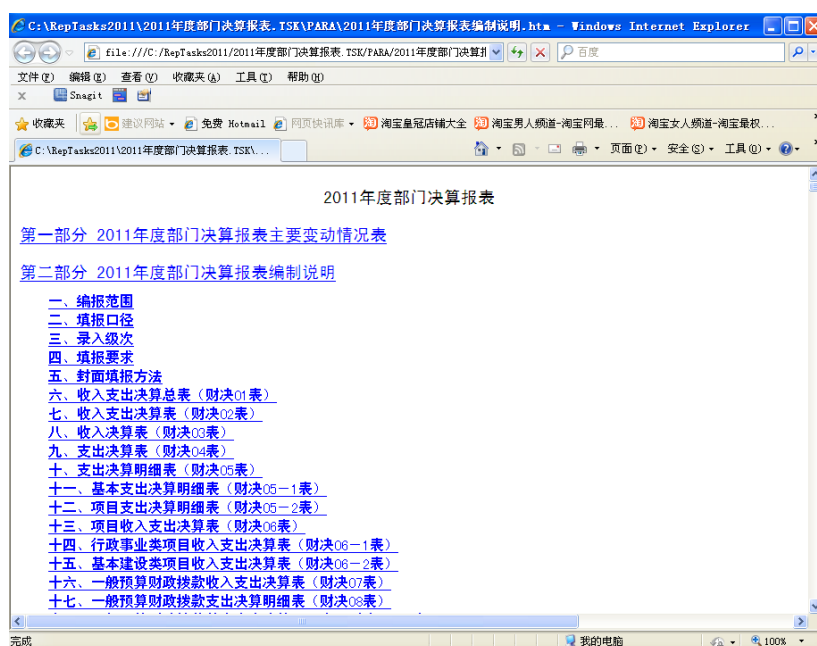 C:\RepTasks2011\2011年度部门决算报表.TSK\PARA\2011年度部门决算报表编制说明.htm - Windows Internet Explorer
file:///C:/RepTasks2011/2011年度部门决算报表.TSK/PARA/2011年度部门决算 百度
文件(F) 编辑(E) 查看(V) 收藏夹(A) 工具(T) 帮助(H)
x Snagit
收藏夹 建议网站 免费 Hotmail 网页快讯库 淘宝皇冠店铺大全 淘宝男人频道-淘宝网最... 淘宝女人频道-淘宝最权...
C:\RepTasks2011\2011年度部门决算报表.TSK\... 页面(P) 安全(S) 工具(O)
2011年度部门决算报表
第一部分 2011年度部门决算报表主要变动情况表
第二部分 2011年度部门决算报表编制说明
一、编报范围
二、填报口径
三、录入级次
四、填报要求
五、封面填报方法
六、收入支出决算总表（财决01表）
七、收入支出决算表（财决02表）
八、收入决算表（财决03表）
九、支出决算表（财决04表）
十、支出决算明细表（财决05表）
十一、基本支出决算明细表（财决05－1表）
十二、项目支出决算明细表（财决05－2表）
十三、项目收入支出决算表（财决06表）
十四、行政事业类项目收入支出决算表（财决06－1表）
十五、基本建设类项目收入支出决算表（财决06－2表）
十六、一般预算财政拨款收入支出决算表（财决07表）
十七、一般预算财政拨款支出决算明细表（财决08表）
完成 我的电脑 100%